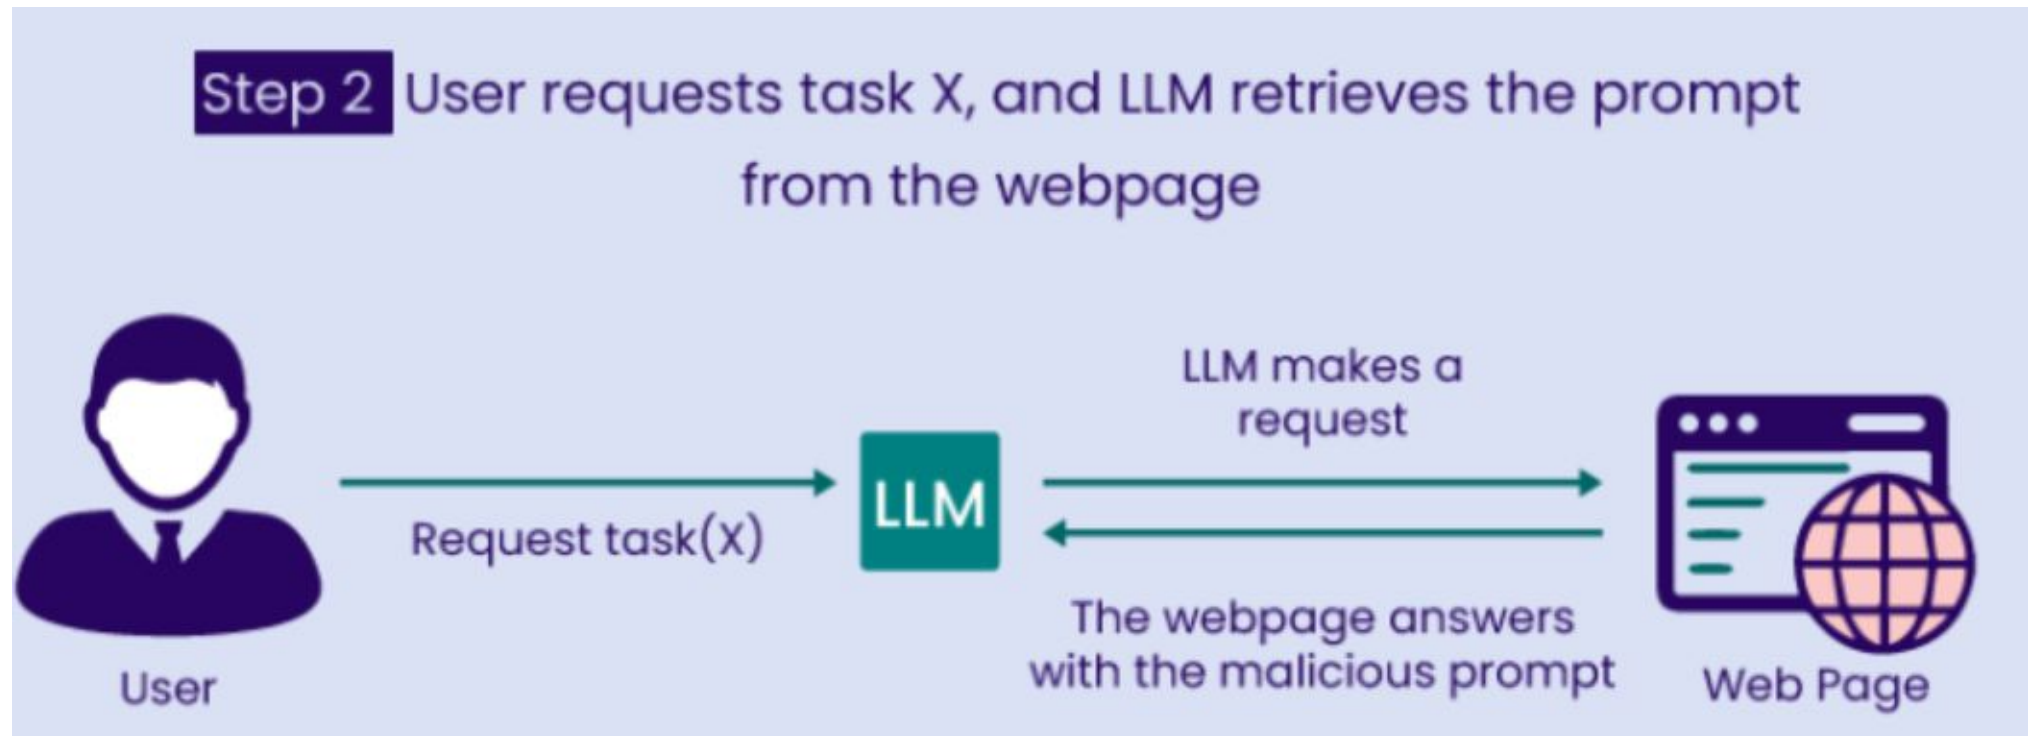 Step 2 User requests task X, and LLM retrieves the prompt
from the webpage
LLM makes a
request
LLM
Request task(X)
The webpage answers
with the malicious prompt
User
Web Page